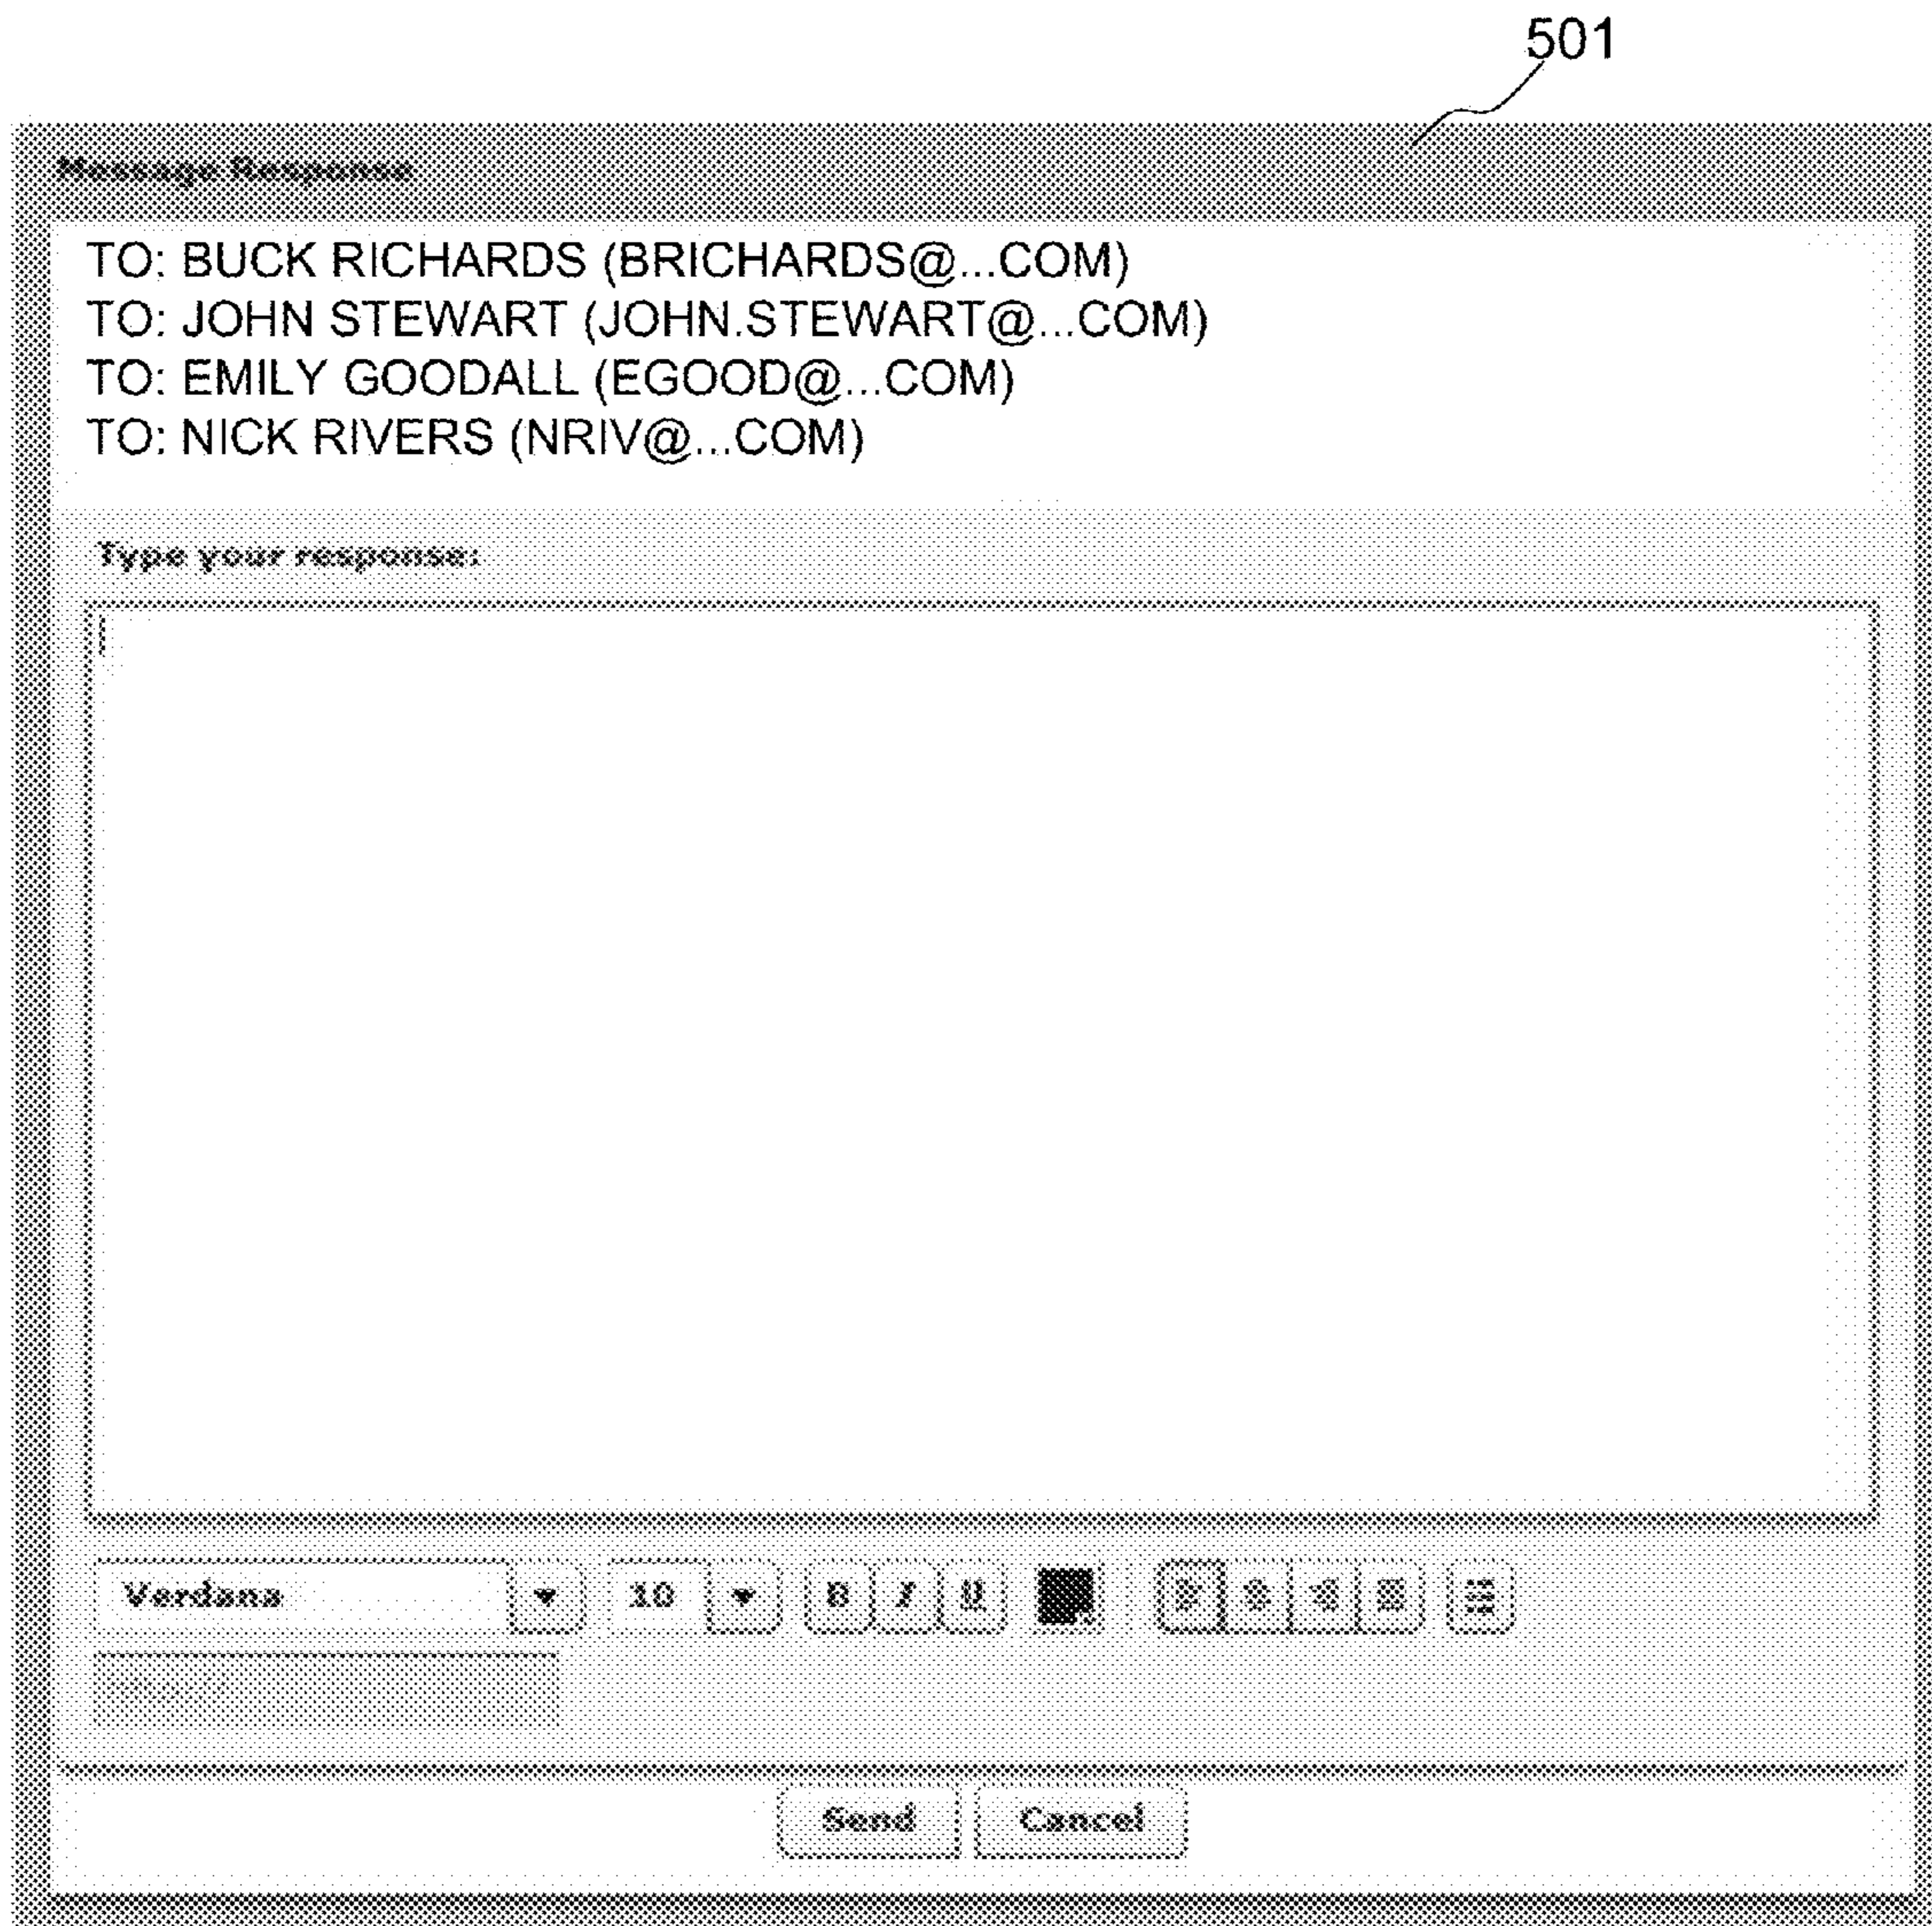 501
Message Response
TO: BUCK RICHARDS (BRICHARDS@...COM)
TO: JOHN STEWART (JOHN.STEWART@...COM)
TO: EMILY GOODALL (EGOOD@...COM)
TO: NICK RIVERS (NRIV@...COM)
Type your response:
Verdana 10 B I U
Send Cancel